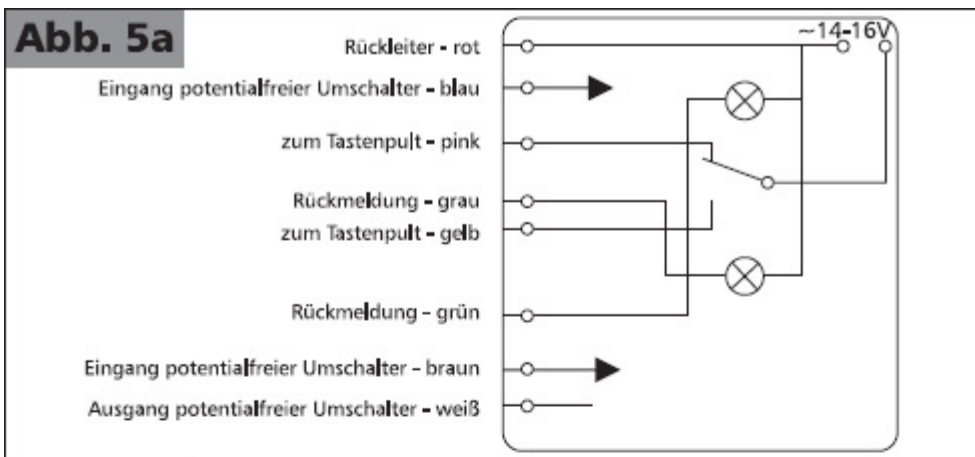 Abb. 5a
~14-16V
Rückleiter - rot
Eingang potentialfreier Umschalter - blau
zum Tastenpult - pink
Rückmeldung - grau
zum Tastenpult - gelb
Rückmeldung - grün
Eingang potentialfreier Umschalter - braun
Ausgang potentialfreier Umschalter - weiß